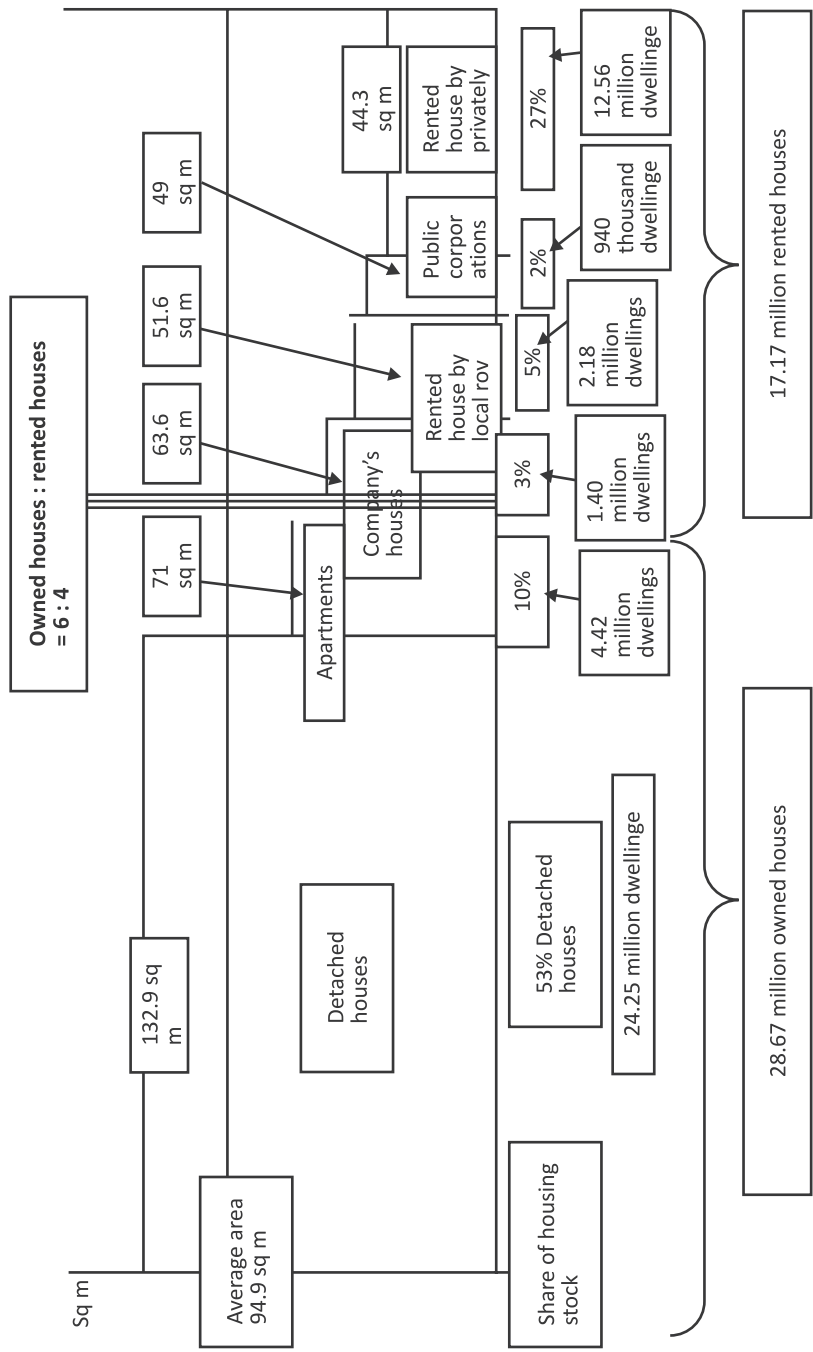 Owned houses : rented houses
= 6 : 4
Sq m
132.9 sq
m
71
sq m
63.6
sq m
51.6
sq m
49
sq m
44.3
sq m
Average area
94.9 sq m
Detached
houses
Apartments
Company's
houses
Rented
house by
local rov
Public
corpor
ations
Rented
house by
privately
Share of housing
stock
53% Detached
houses
10%
3%
5%
2%
27%
24.25 million dwellinge
4.42
million
dwellings
1.40
million
dwellings
2.18
million
dwellings
940
thousand
dwellinge
12.56
million
dwellinge
28.67 million owned houses
17.17 million rented houses